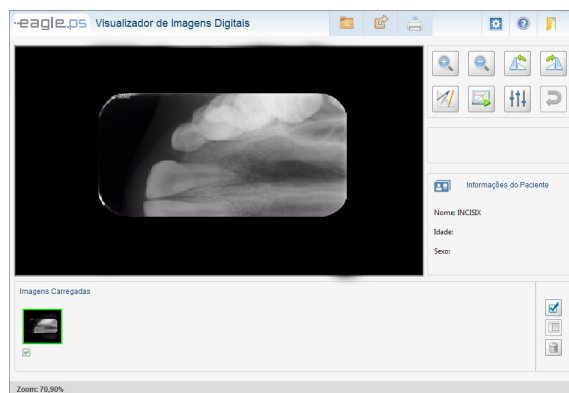 eagle.ps Visualizador de Imagens Digitais
Informações do Paciente
Nome: INCISIX
Idade:
Sexo:
Imagens Carregadas
Zoom: 70,90%